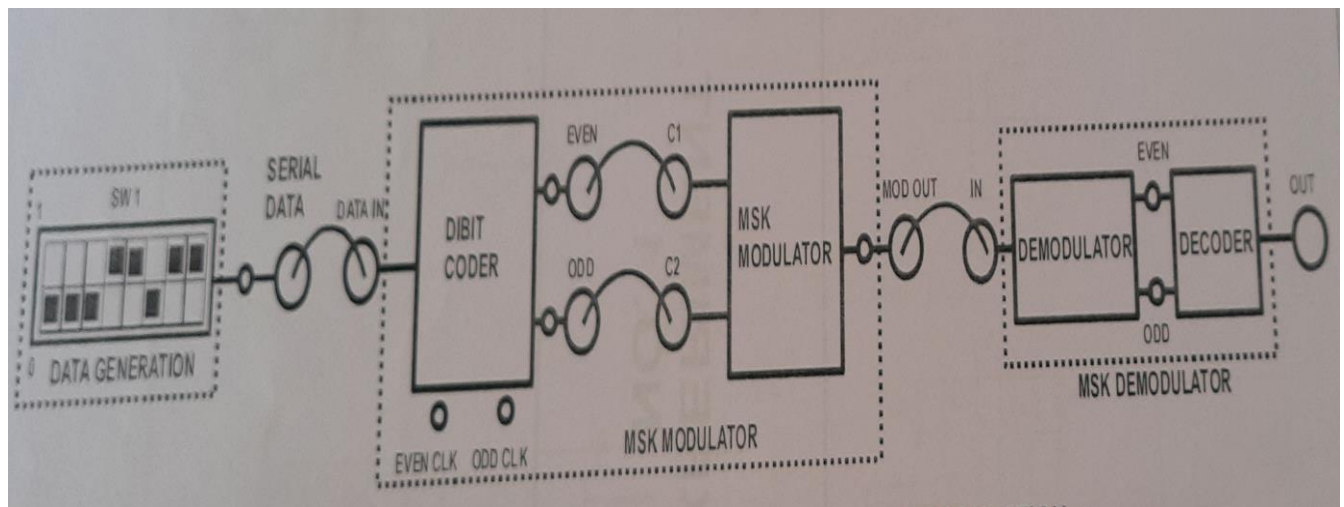 1
SW 1
0
DATA GENERATION
SERIAL
DATA
DATA IN
DIBIT
CODER
EVEN CLK
ODD CLK
EVEN
C1
ODD
C2
MSK
MODULATOR
MSK MODULATOR
MOD OUT
IN
DEMODULATOR
EVEN
ODD
DECODER
MSK DEMODULATOR
OUT